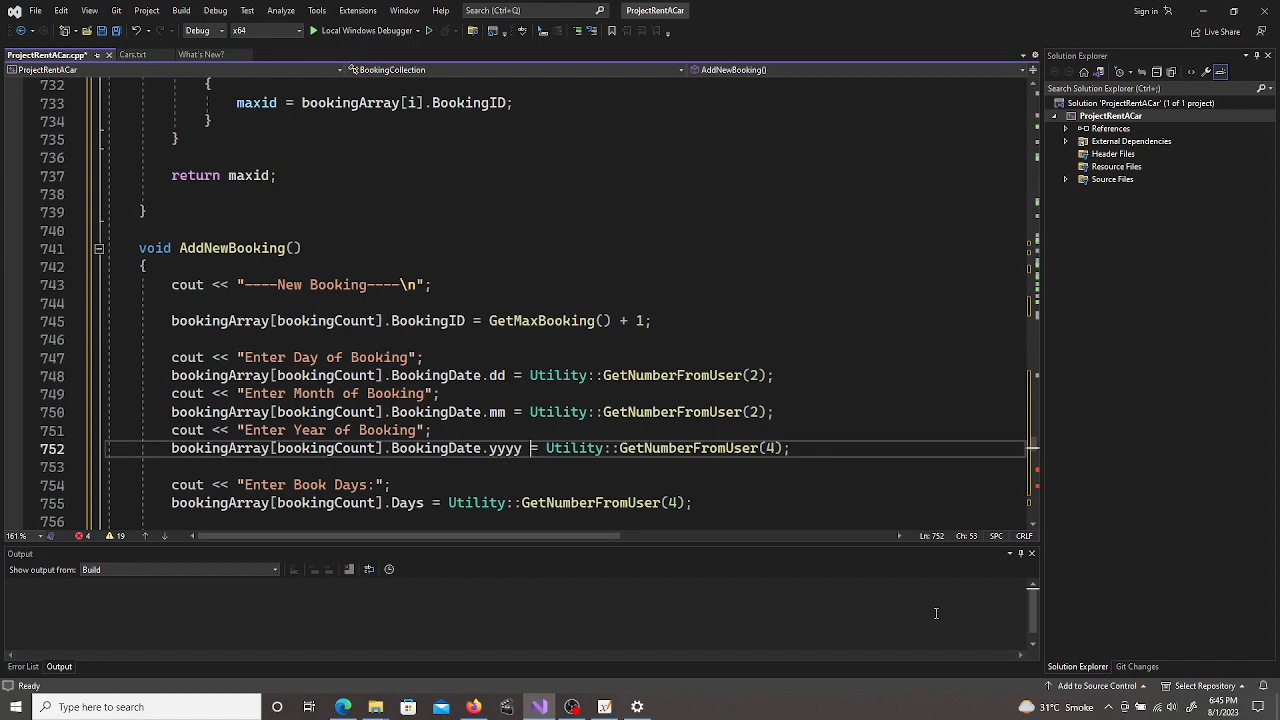 File Edit View Git Project Build Debug Test Analyze Tools Extensions Window Help Search (Ctrl+Q) ProjectRentACar Sign in
Debug x64 Local Windows Debugger Live Share
ProjectRentACar.cpp* Cars.txt What's New? Solution Explorer
ProjectRentACar BookingCollection AddNewBooking()
Search Solution Explorer (Ctrl+;)
Solution 'ProjectRentACar' (1 of 1 project)
ProjectRentACar
References
External Dependencies
Header Files
Resource Files
Source Files
732 {
733 maxid = bookingArray[i].BookingID;
734 }
735 }
736
737 return maxid;
738
739 }
740
741 void AddNewBooking()
742 {
743 cout << "----New Booking----\n";
744
745 bookingArray[bookingCount].BookingID = GetMaxBooking() + 1;
746
747 cout << "Enter Day of Booking";
748 bookingArray[bookingCount].BookingDate.dd = Utility::GetNumberFromUser(2);
749 cout << "Enter Month of Booking";
750 bookingArray[bookingCount].BookingDate.mm = Utility::GetNumberFromUser(2);
751 cout << "Enter Year of Booking";
752 bookingArray[bookingCount].BookingDate.yyyy = Utility::GetNumberFromUser(4);
753
754 cout << "Enter Book Days:";
755 bookingArray[bookingCount].Days = Utility::GetNumberFromUser(4);
756
161 % 4 19 Ln: 752 Ch: 53 SPC CRLF
Output
Show output from: Build
Error List Output Solution Explorer Git Changes
Ready Add to Source Control Select Repository
Type here to search 31°C Smoke 6:45 PM
8/1/2023